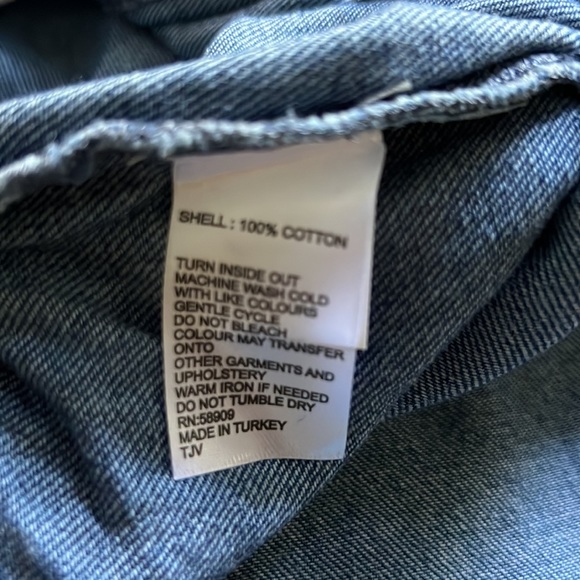 SHELL : 100% COTTON
TURN INSIDE OUT
MACHINE WASH COLD
WITH LIKE COLOURS
GENTLE CYCLE
DO NOT BLEACH
COLOUR MAY TRANSFER
ONTO
OTHER GARMENTS AND
UPHOLSTERY
WARM IRON IF NEEDED
DO NOT TUMBLE DRY
RN:58909
MADE IN TURKEY
TJV